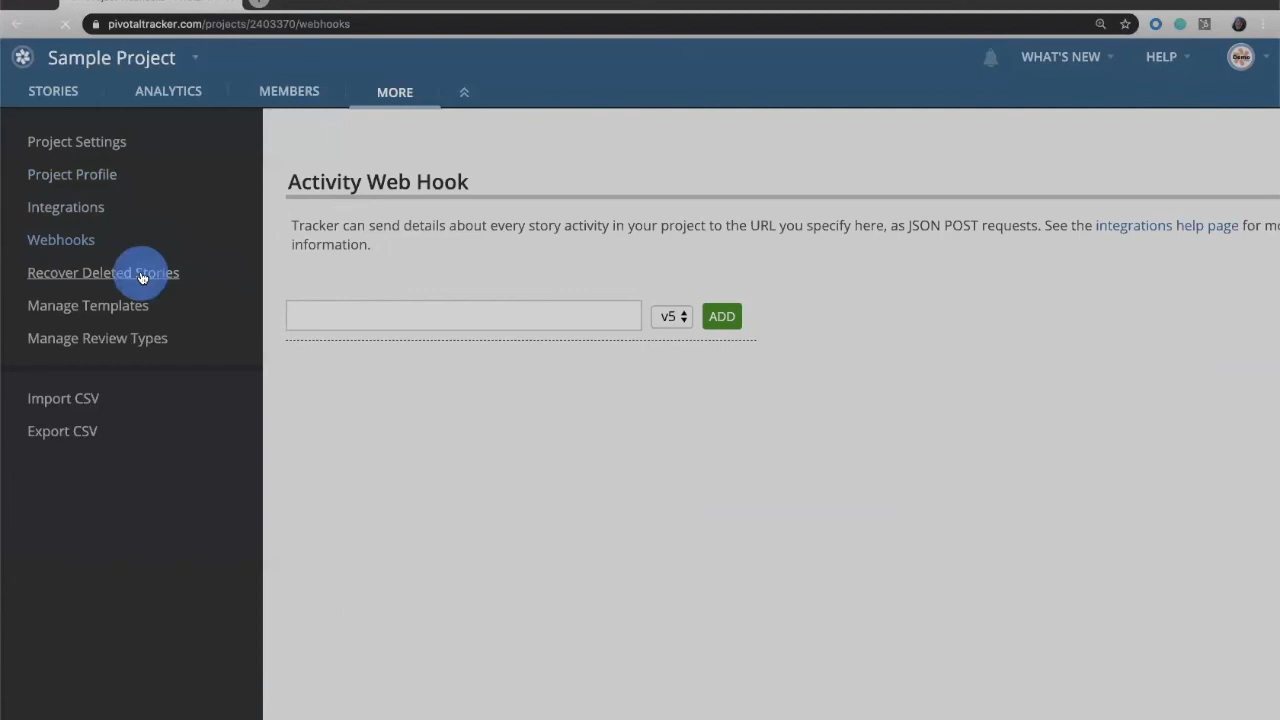 pivotaltracker.com/projects/2403370/webhooks
Sample Project
WHAT'S NEW
HELP
STORIES
ANALYTICS
MEMBERS
MORE
Project Settings
Project Profile
Integrations
Webhooks
Recover Deleted Stories
Manage Templates
Manage Review Types
Import CSV
Export CSV
Activity Web Hook
Tracker can send details about every story activity in your project to the URL you specify here, as JSON POST requests. See the integrations help page for mo
information.
v5
ADD